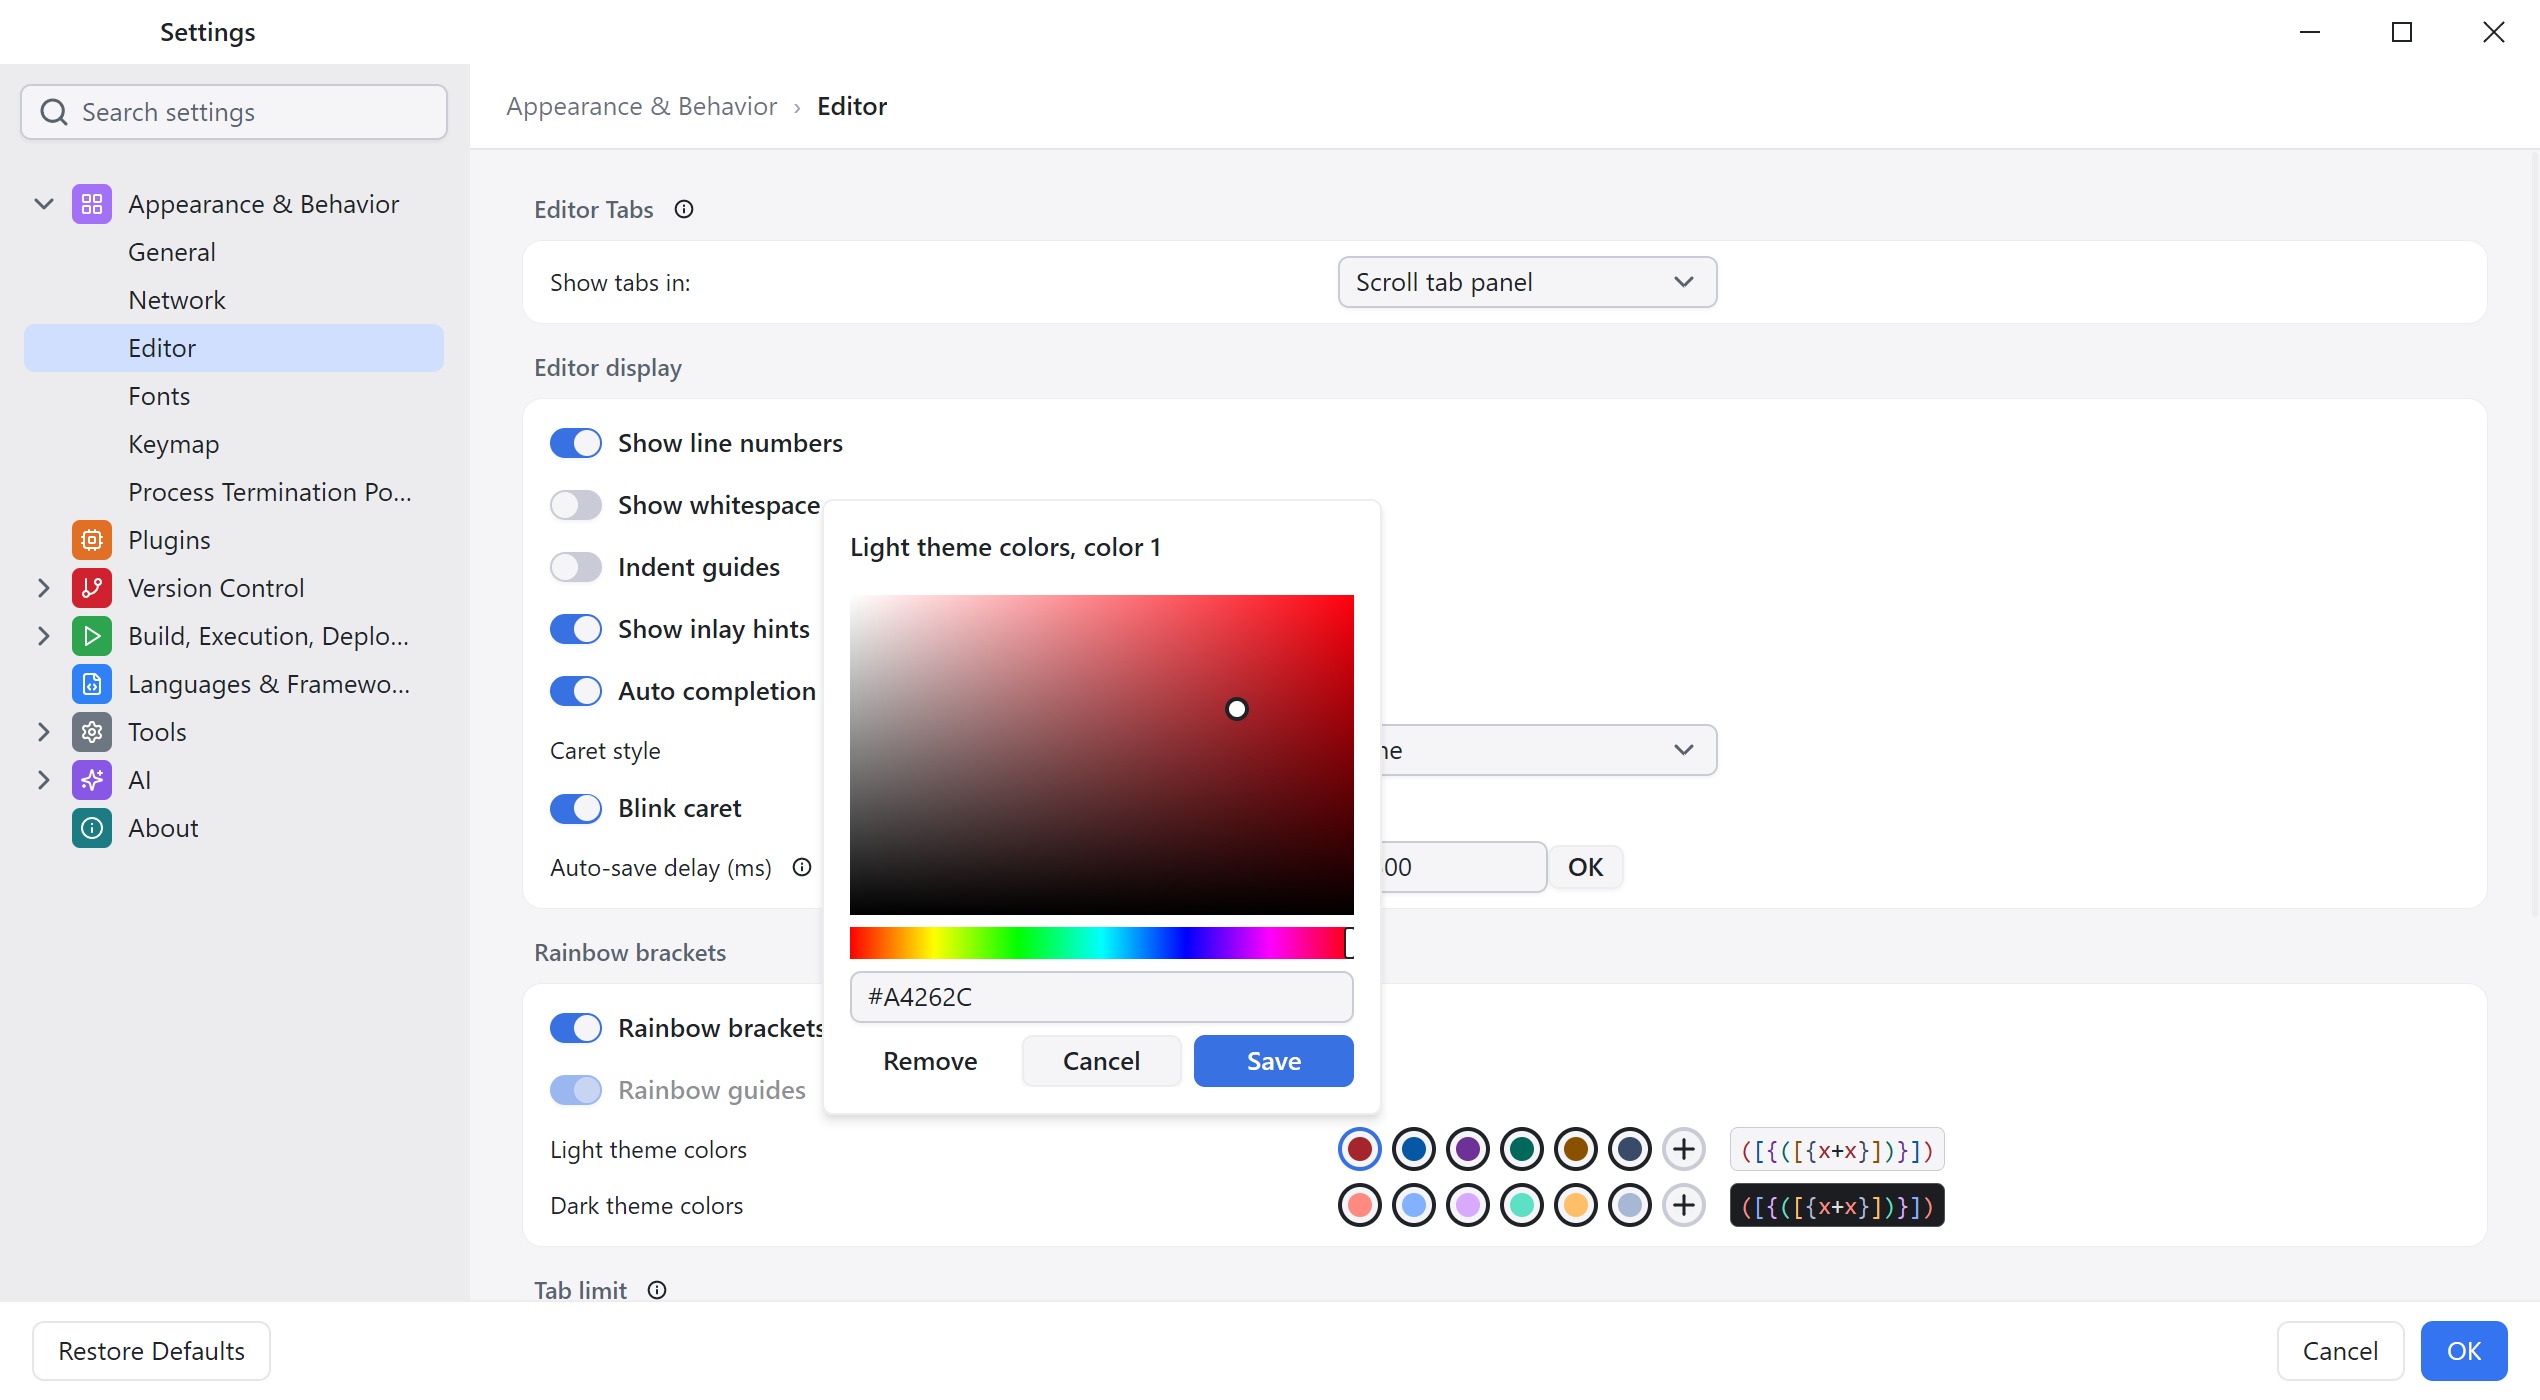 Settings
Search settings
Appearance & Behavior
General
Network
Editor
Fonts
Keymap
Process Termination Po...
Plugins
Version Control
Build, Execution, Deplo...
Languages & Framewo...
Tools
AI
About
Appearance & Behavior › Editor
Editor Tabs
Show tabs in:
Scroll tab panel
Editor display
Show line numbers
Show whitespace
Indent guides
Show inlay hints
Auto completion
Caret style
Blink caret
Auto-save delay (ms)
OK
Light theme colors, color 1
#A4262C
Remove
Cancel
Save
Rainbow brackets
Rainbow brackets
Rainbow guides
Light theme colors
([{([{x+x}])}])
Dark theme colors
([{([{x+x}])}])
Tab limit
Restore Defaults
Cancel
OK